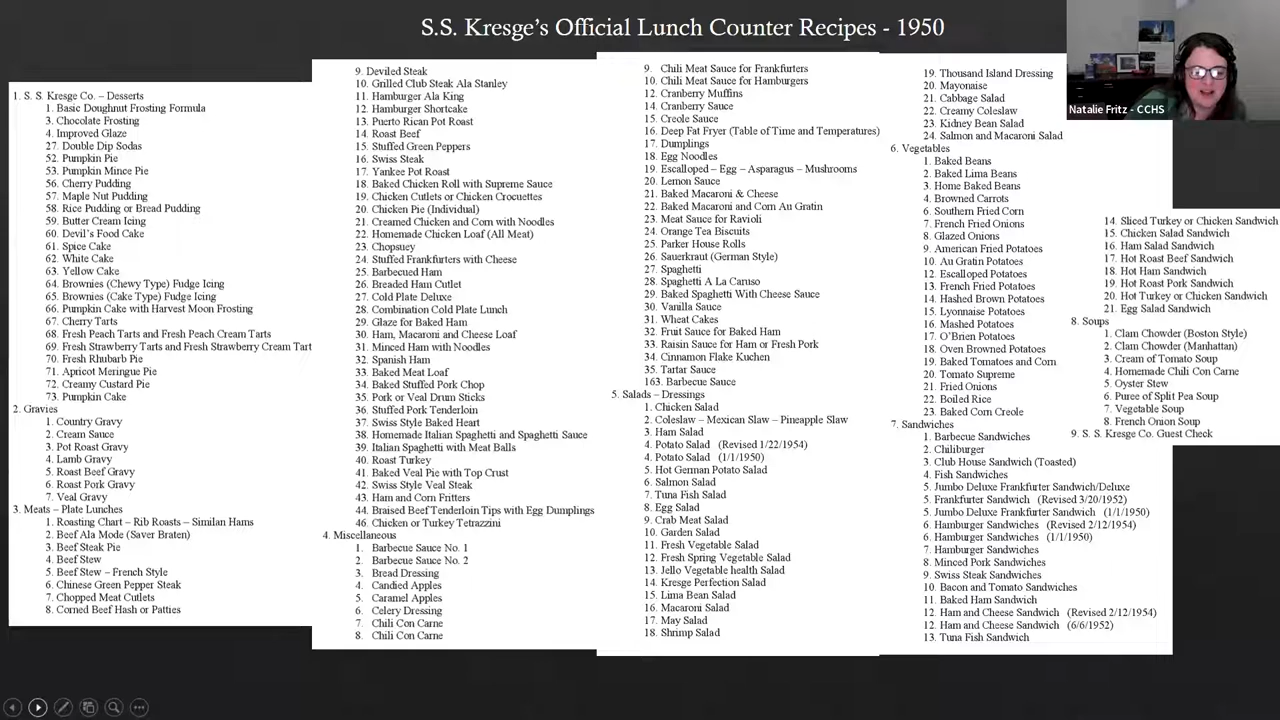 S.S. Kresge's Official Lunch Counter Recipes - 1950
1. S. S. Kresge Co. – Desserts
1. Basic Doughnut Frosting Formula
3. Chocolate Frosting
4. Improved Glaze
27. Double Dip Sodas
52. Pumpkin Pie
53. Pumpkin Mince Pie
56. Cherry Pudding
57. Maple Nut Pudding
58. Rice Pudding or Bread Pudding
59. Butter Cream Icing
60. Devil's Food Cake
61. Spice Cake
62. White Cake
63. Yellow Cake
64. Brownies (Chewy Type) Fudge Icing
65. Brownies (Cake Type) Fudge Icing
66. Pumpkin Cake with Harvest Moon Frosting
67. Cherry Tarts
68. Fresh Peach Tarts and Fresh Peach Cream Tarts
69. Fresh Strawberry Tarts and Fresh Strawberry Cream Tart
70. Fresh Rhubarb Pie
71. Apricot Meringue Pie
72. Creamy Custard Pie
73. Pumpkin Cake
2. Gravies
1. Country Gravy
2. Cream Sauce
3. Pot Roast Gravy
4. Lamb Gravy
5. Roast Beef Gravy
6. Roast Pork Gravy
7. Veal Gravy
3. Meats – Plate Lunches
1. Roasting Chart – Rib Roasts – Similan Hams
2. Beef Ala Mode (Saver Braten)
3. Beef Steak Pie
4. Beef Stew
5. Beef Stew – French Style
6. Chinese Green Pepper Steak
7. Chopped Meat Cutlets
8. Corned Beef Hash or Patties
9. Deviled Steak
10. Grilled Club Steak Ala Stanley
11. Hamburger Ala King
12. Hamburger Shortcake
13. Puerto Rican Pot Roast
14. Roast Beef
15. Stuffed Green Peppers
16. Swiss Steak
17. Yankee Pot Roast
18. Baked Chicken Roll with Supreme Sauce
19. Chicken Cutlets or Chicken Crocuettes
20. Chicken Pie (Individual)
21. Creamed Chicken and Corn with Noodles
22. Homemade Chicken Loaf (All Meat)
23. Chopsuey
24. Stuffed Frankfurters with Cheese
25. Barbecued Ham
26. Breaded Ham Cutlet
27. Cold Plate Deluxe
28. Combination Cold Plate Lunch
29. Glaze for Baked Ham
30. Ham, Macaroni and Cheese Loaf
31. Minced Ham with Noodles
32. Spanish Ham
33. Baked Meat Loaf
34. Baked Stuffed Pork Chop
35. Pork or Veal Drum Sticks
36. Stuffed Pork Tenderloin
37. Swiss Style Baked Heart
38. Homemade Italian Spaghetti and Spaghetti Sauce
39. Italian Spaghetti with Meat Balls
40. Roast Turkey
41. Baked Veal Pie with Top Crust
42. Swiss Style Veal Steak
43. Ham and Corn Fritters
44. Braised Beef Tenderloin Tips with Egg Dumplings
46. Chicken or Turkey Tetrazzini
4. Miscellaneous
1. Barbecue Sauce No. 1
2. Barbecue Sauce No. 2
3. Bread Dressing
4. Candied Apples
5. Caramel Apples
6. Celery Dressing
7. Chili Con Carne
8. Chili Con Carne
9. Chili Meat Sauce for Frankfurters
10. Chili Meat Sauce for Hamburgers
12. Cranberry Muffins
14. Cranberry Sauce
15. Creole Sauce
16. Deep Fat Fryer (Table of Time and Temperatures)
17. Dumplings
18. Egg Noodles
19. Escalloped – Egg – Asparagus – Mushrooms
20. Lemon Sauce
21. Baked Macaroni & Cheese
22. Baked Macaroni and Corn Au Gratin
23. Meat Sauce for Ravioli
24. Orange Tea Biscuits
25. Parker House Rolls
26. Sauerkraut (German Style)
27. Spaghetti
28. Spaghetti A La Caruso
29. Baked Spaghetti With Cheese Sauce
30. Vanilla Sauce
31. Wheat Cakes
32. Fruit Sauce for Baked Ham
33. Raisin Sauce for Ham or Fresh Pork
34. Cinnamon Flake Kuchen
35. Tartar Sauce
163. Barbecue Sauce
5. Salads – Dressings
1. Chicken Salad
2. Coleslaw – Mexican Slaw – Pineapple Slaw
3. Ham Salad
4. Potato Salad (Revised 1/22/1954)
4. Potato Salad (1/1/1950)
5. Hot German Potato Salad
6. Salmon Salad
7. Tuna Fish Salad
8. Egg Salad
9. Crab Meat Salad
10. Garden Salad
11. Fresh Vegetable Salad
12. Fresh Spring Vegetable Salad
13. Jello Vegetable health Salad
14. Kresge Perfection Salad
15. Lima Bean Salad
16. Macaroni Salad
17. May Salad
18. Shrimp Salad
19. Thousand Island Dressing
20. Mayonaise
21. Cabbage Salad
22. Creamy Coleslaw
23. Kidney Bean Salad
24. Salmon and Macaroni Salad
6. Vegetables
1. Baked Beans
2. Baked Lima Beans
3. Home Baked Beans
4. Browned Carrots
6. Southern Fried Corn
7. French Fried Onions
8. Glazed Onions
9. American Fried Potatoes
10. Au Gratin Potatoes
12. Escalloped Potatoes
13. French Fried Potatoes
14. Hashed Brown Potatoes
15. Lyonnaise Potatoes
16. Mashed Potatoes
17. O'Brien Potatoes
18. Oven Browned Potatoes
19. Baked Tomatoes and Corn
20. Tomato Supreme
21. Fried Onions
22. Boiled Rice
23. Baked Corn Creole
7. Sandwiches
1. Barbecue Sandwiches
2. Chiliburger
3. Club House Sandwich (Toasted)
4. Fish Sandwiches
5. Jumbo Deluxe Frankfurter Sandwich/Deluxe
5. Frankfurter Sandwich (Revised 3/20/1952)
5. Jumbo Deluxe Frankfurter Sandwich (1/1/1950)
6. Hamburger Sandwiches (Revised 2/12/1954)
6. Hamburger Sandwiches (1/1/1950)
7. Hamburger Sandwiches
8. Minced Pork Sandwiches
9. Swiss Steak Sandwiches
10. Bacon and Tomato Sandwiches
11. Baked Ham Sandwich
12. Ham and Cheese Sandwich (Revised 2/12/1954)
12. Ham and Cheese Sandwich (6/6/1952)
13. Tuna Fish Sandwich
14. Sliced Turkey or Chicken Sandwich
15. Chicken Salad Sandwich
16. Ham Salad Sandwich
17. Hot Roast Beef Sandwich
18. Hot Ham Sandwich
19. Hot Roast Pork Sandwich
20. Hot Turkey or Chicken Sandwich
21. Egg Salad Sandwich
8. Soups
1. Clam Chowder (Boston Style)
2. Clam Chowder (Manhattan)
3. Cream of Tomato Soup
4. Homemade Chili Con Carne
5. Oyster Stew
6. Puree of Split Pea Soup
7. Vegetable Soup
8. French Onion Soup
9. S. S. Kresge Co. Guest Check
Natalie Fritz - CCHS